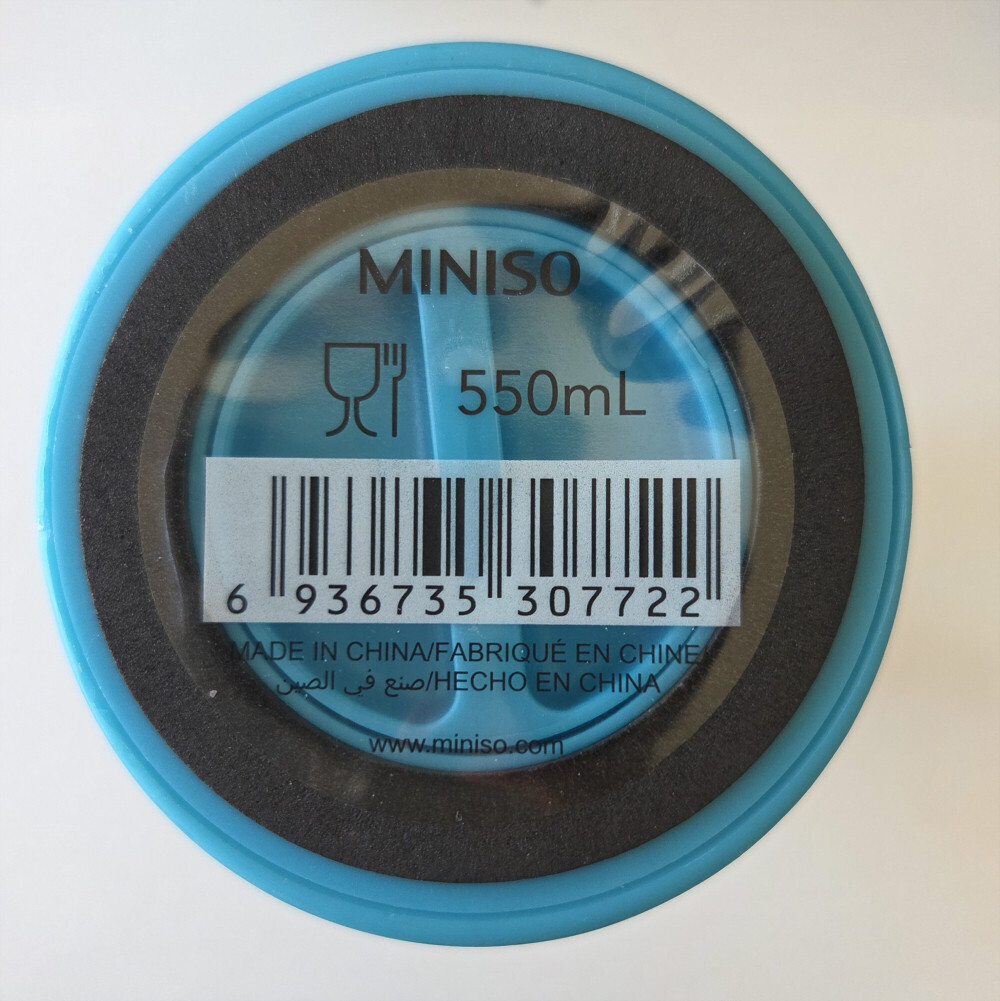 MINISO
550mL
6 936735 307722
MADE IN CHINA/FABRIQUÉ EN CHINE/
صنع في الصين/HECHO EN CHINA
www.miniso.com